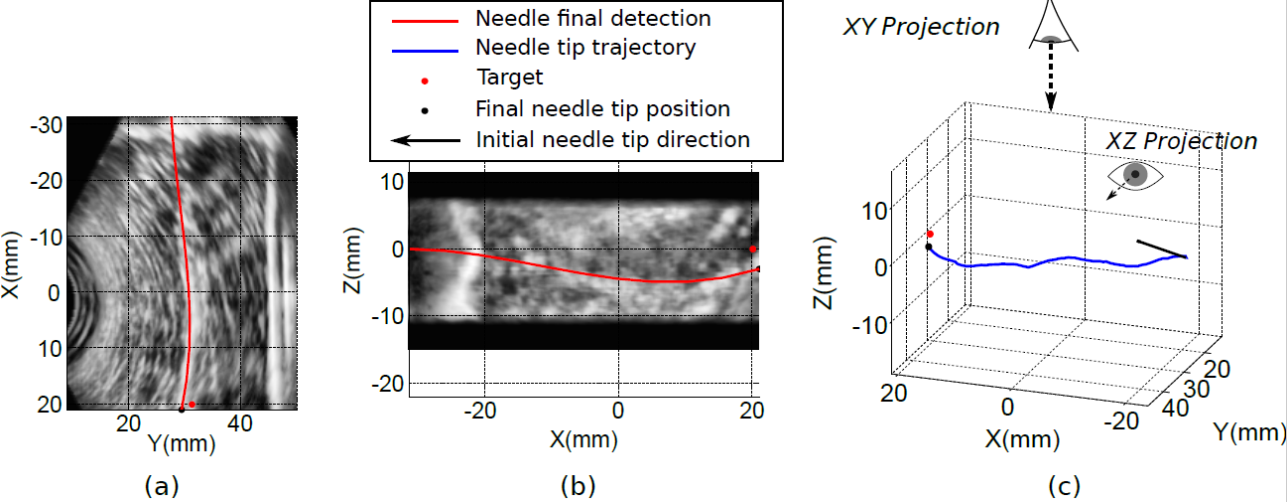 Needle final detection
Needle tip trajectory
Target
Final needle tip position
Initial needle tip direction
X(mm)
-30
-20
-10
0
10
20
20 40
Y(mm)
(a)
Z(mm)
10
0
-10
-20
-20 0 20
X(mm)
(b)
XY Projection
XZ Projection
Z(mm)
10
0
-10
20 0 -20
X(mm)
20
30
40
Y(mm)
(c)